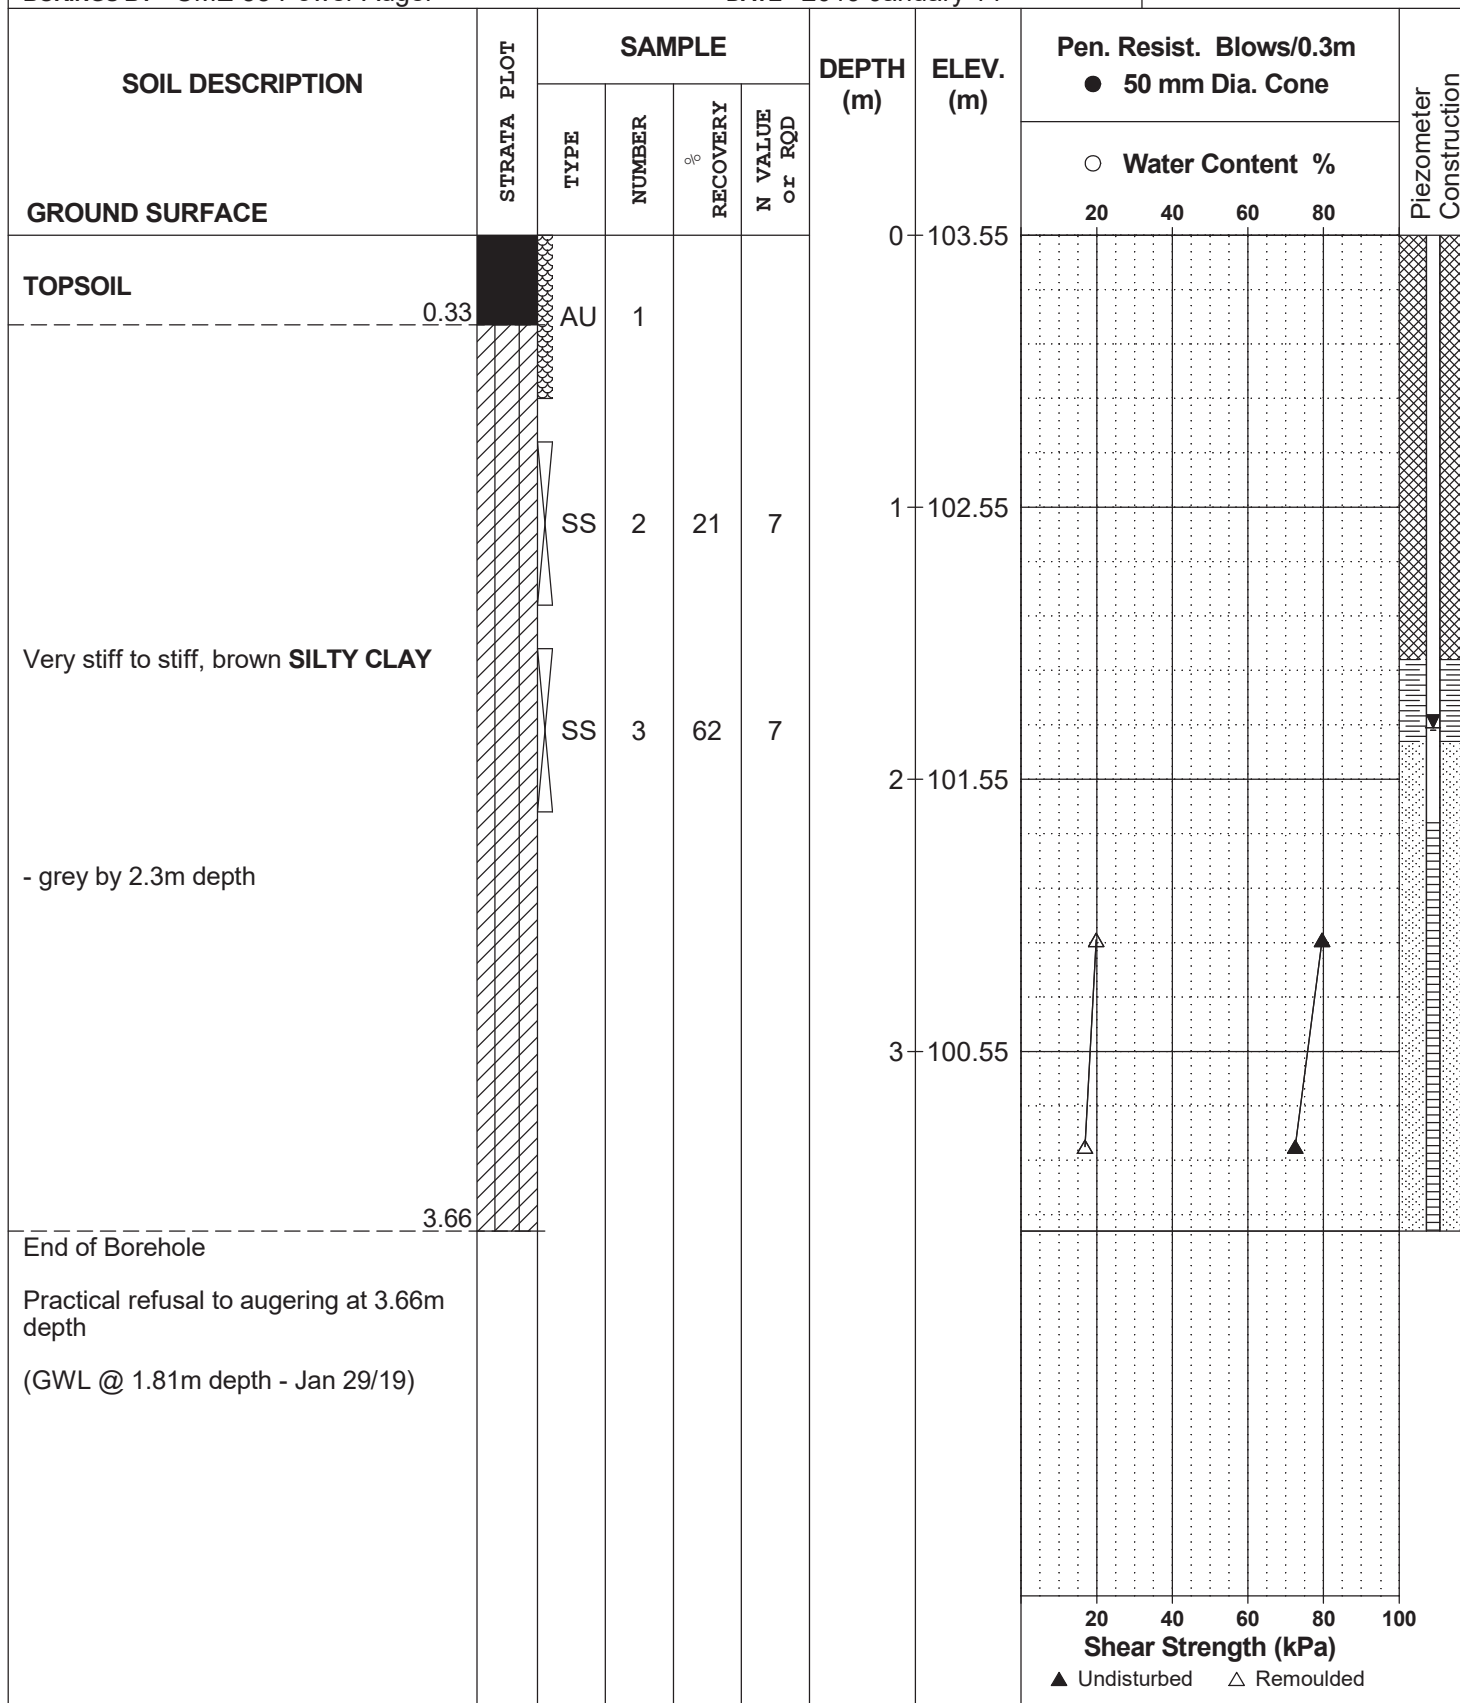 SOIL DESCRIPTION
GROUND SURFACE
STRATA PLOT
SAMPLE
TYPE
NUMBER
%
RECOVERY
N VALUE
or RQD
DEPTH
(m)
ELEV.
(m)
Pen. Resist. Blows/0.3m
● 50 mm Dia. Cone
○ Water Content %
20 40 60 80
Piezometer
Construction
0 103.55
TOPSOIL
0.33
AU 1
1 102.55
SS 2 21 7
Very stiff to stiff, brown SILTY CLAY
SS 3 62 7
2 101.55
- grey by 2.3m depth
3 100.55
3.66
End of Borehole
Practical refusal to augering at 3.66m
depth
(GWL @ 1.81m depth - Jan 29/19)
20 40 60 80 100
Shear Strength (kPa)
▲ Undisturbed △ Remoulded